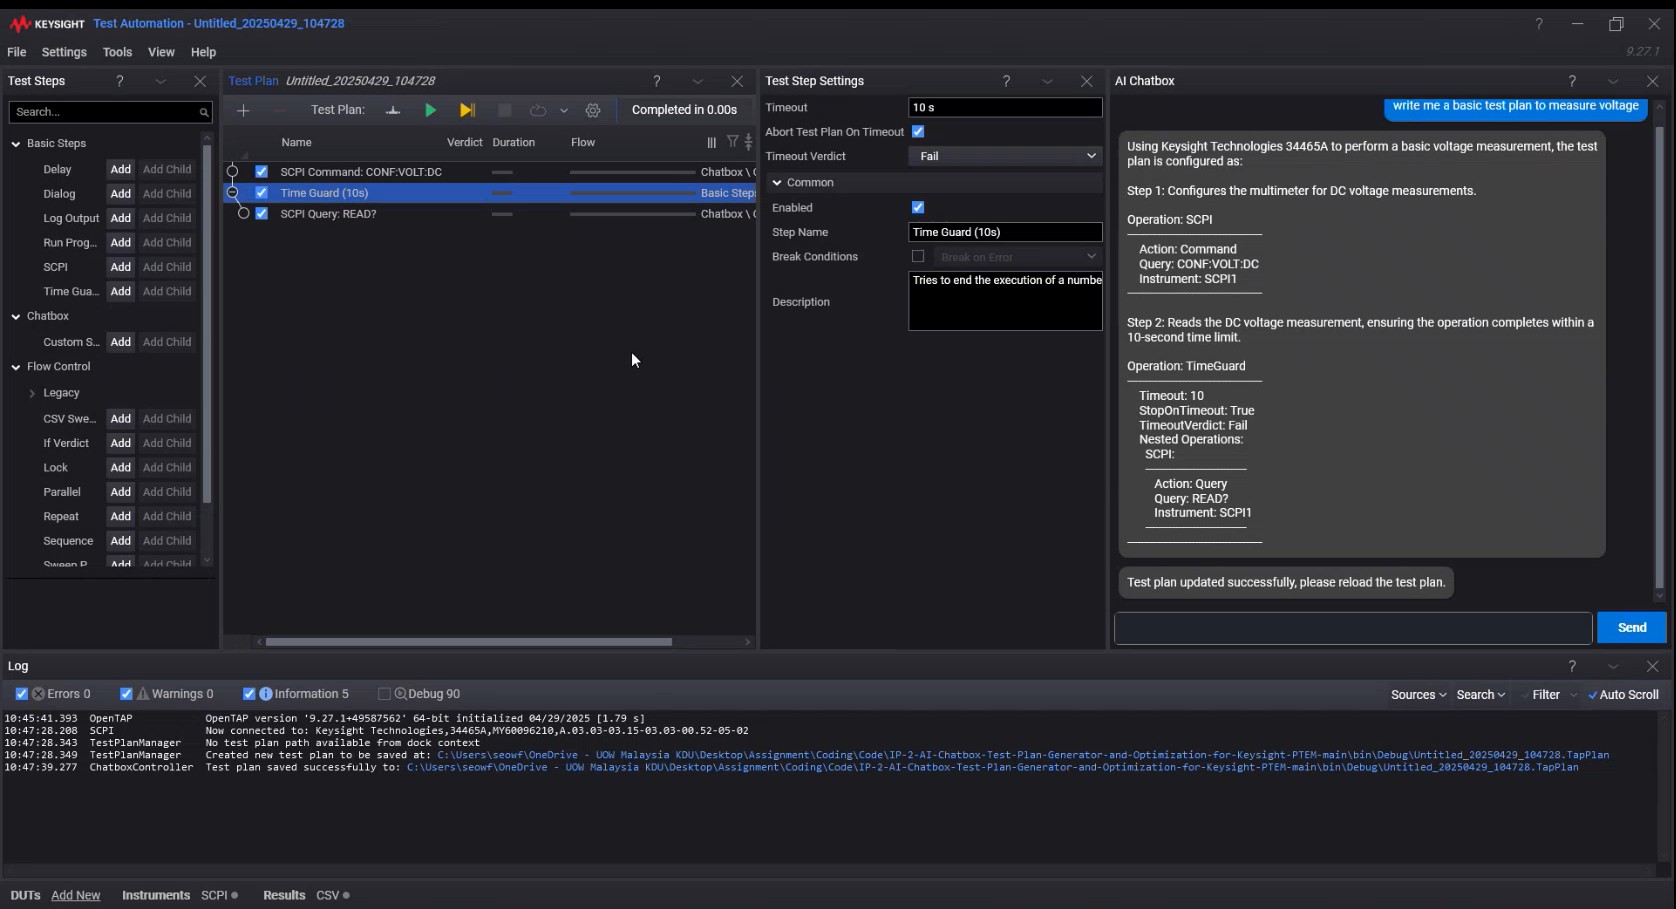 KEYSIGHT Test Automation - Untitled_20250429_104728
File Settings Tools View Help
9.27.1
Test Steps
Search...
Basic Steps
Delay Add Add Child
Dialog Add Add Child
Log Output Add Add Child
Run Prog... Add Add Child
SCPI Add Add Child
Time Gua... Add Add Child
Chatbox
Custom S... Add Add Child
Flow Control
Legacy
CSV Swe... Add Add Child
If Verdict Add Add Child
Lock Add Add Child
Parallel Add Add Child
Repeat Add Add Child
Sequence Add Add Child
Sweep P Add Add Child
Test Plan Untitled_20250429_104728
Test Plan: Completed in 0.00s
Name Verdict Duration Flow
SCPI Command: CONF:VOLT:DC Chatbox \ (
Time Guard (10s) Basic Step
SCPI Query: READ? Chatbox \ (
Test Step Settings
Timeout 10 s
Abort Test Plan On Timeout
Timeout Verdict Fail
Common
Enabled
Step Name Time Guard (10s)
Break Conditions Break on Error
Description Tries to end the execution of a numbe
AI Chatbox
write me a basic test plan to measure voltage
Using Keysight Technologies 34465A to perform a basic voltage measurement, the test
plan is configured as:
Step 1: Configures the multimeter for DC voltage measurements.
Operation: SCPI
Action: Command
Query: CONF:VOLT:DC
Instrument: SCPI1
Step 2: Reads the DC voltage measurement, ensuring the operation completes within a
10-second time limit.
Operation: TimeGuard
Timeout: 10
StopOnTimeout: True
TimeoutVerdict: Fail
Nested Operations:
SCPI:
Action: Query
Query: READ?
Instrument: SCPI1
Test plan updated successfully, please reload the test plan.
Send
Log
Errors 0 Warnings 0 Information 5 Debug 90 Sources Search Filter Auto Scroll
10:45:41.393 OpenTAP OpenTAP version '9.27.1+49587562' 64-bit initialized 04/29/2025 [1.79 s]
10:47:28.208 SCPI Now connected to: Keysight Technologies,34465A,MY60096210,A.03.03-03.15-03.03-00.52-05-02
10:47:28.343 TestPlanManager No test plan path available from dock context
10:47:28.349 TestPlanManager Created new test plan to be saved at: C:\Users\seowf\OneDrive - UOW Malaysia KDU\Desktop\Assignment\Coding\Code\IP-2-AI-Chatbox-Test-Plan-Generator-and-Optimization-for-Keysight-PTEM-main\bin\Debug\Untitled_20250429_104728.TapPlan
10:47:39.277 ChatboxController Test plan saved successfully to: C:\Users\seowf\OneDrive - UOW Malaysia KDU\Desktop\Assignment\Coding\Code\IP-2-AI-Chatbox-Test-Plan-Generator-and-Optimization-for-Keysight-PTEM-main\bin\Debug\Untitled_20250429_104728.TapPlan
DUTs Add New Instruments SCPI Results CSV